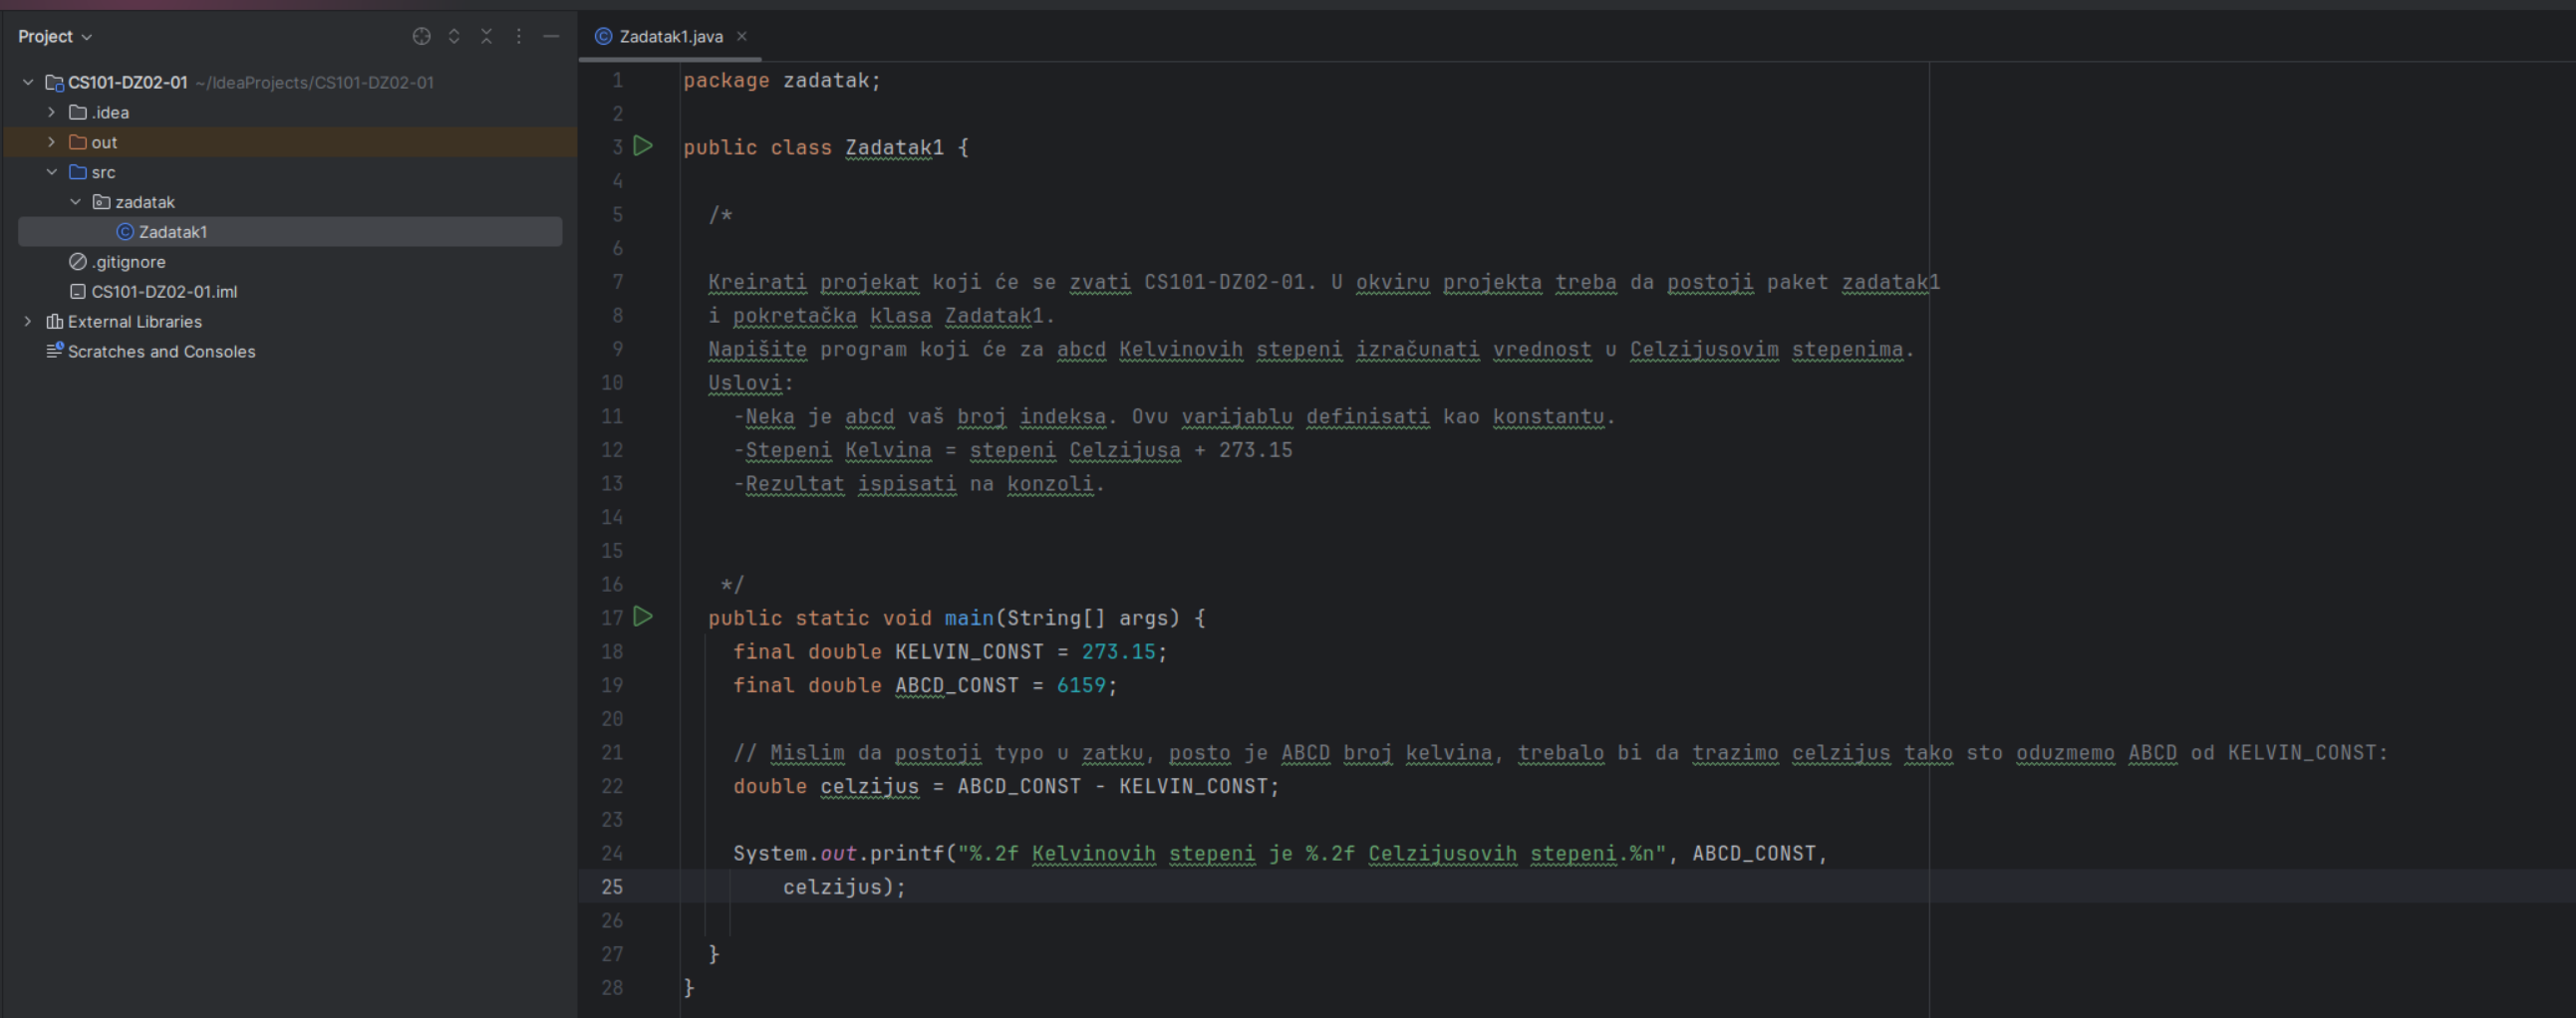 Project
CS101-DZ02-01 ~/IdeaProjects/CS101-DZ02-01
.idea
out
src
zadatak
Zadatak1
.gitignore
CS101-DZ02-01.iml
External Libraries
Scratches and Consoles
Zadatak1.java
1 package zadatak;
2
3 public class Zadatak1 {
4
5 /*
6
7 Kreirati projekat koji će se zvati CS101-DZ02-01. U okviru projekta treba da postoji paket zadatak1
8 i pokretačka klasa Zadatak1.
9 Napišite program koji će za abcd Kelvinovih stepeni izračunati vrednost u Celzijusovim stepenima.
10 Uslovi:
11 -Neka je abcd vaš broj indeksa. Ovu varijablu definisati kao konstantu.
12 -Stepeni Kelvina = stepeni Celzijusa + 273.15
13 -Rezultat ispisati na konzoli.
14
15
16 */
17 public static void main(String[] args) {
18 final double KELVIN_CONST = 273.15;
19 final double ABCD_CONST = 6159;
20
21 // Mislim da postoji typo u zatku, posto je ABCD broj kelvina, trebalo bi da trazimo celzijus tako sto oduzmemo ABCD od KELVIN_CONST:
22 double celzijus = ABCD_CONST - KELVIN_CONST;
23
24 System.out.printf("%.2f Kelvinovih stepeni je %.2f Celzijusovih stepeni.%n", ABCD_CONST,
25 celzijus);
26
27 }
28 }